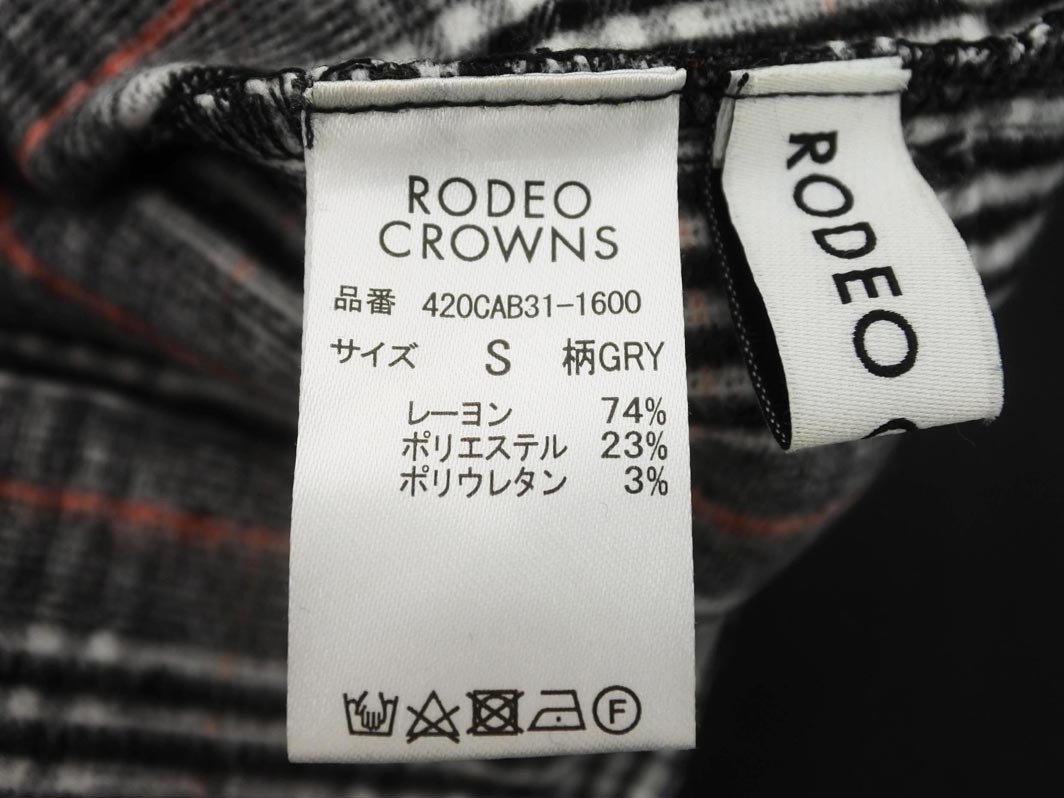 RODEO
CROWNS
品番 420CAB31-1600
サイズ S 柄GRY
レーヨン 74%
ポリエステル 23%
ポリウレタン 3%
F
RODEO